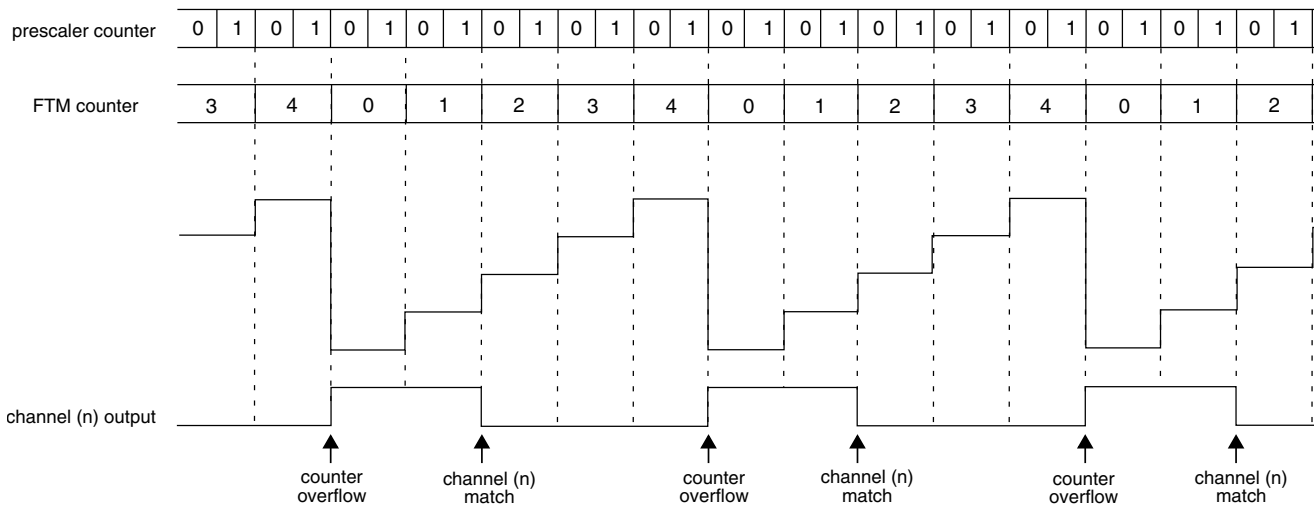 prescaler counter 0 1 0 1 0 1 0 1 0 1 0 1 0 1 0 1 0 1 0 1 0 1 0 1 0 1 0 1 0 1
FTM counter 3 4 0 1 2 3 4 0 1 2 3 4 0 1 2
channel (n) output
counter overflow
channel (n) match
counter overflow
channel (n) match
counter overflow
channel (n) match